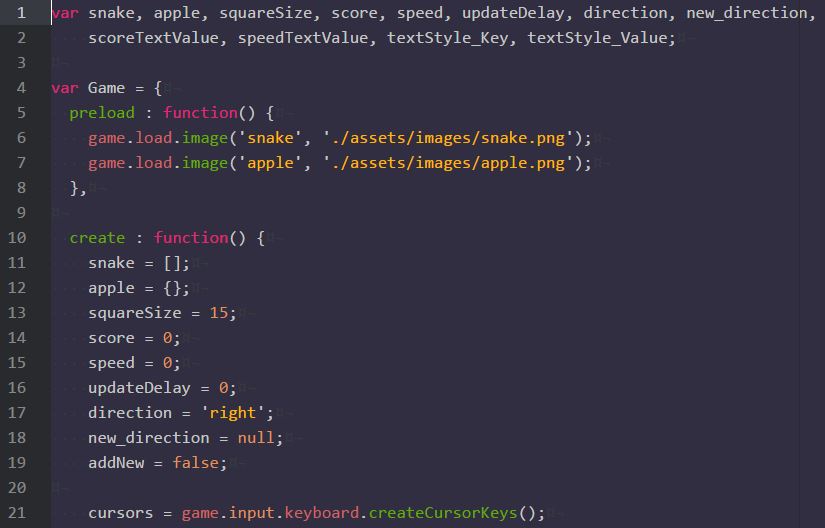 1 var snake, apple, squareSize, score, speed, updateDelay, direction, new_direction,
2     scoreTextValue, speedTextValue, textStyle_Key, textStyle_Value;
3
4 var Game = {
5   preload : function() {
6     game.load.image('snake', './assets/images/snake.png');
7     game.load.image('apple', './assets/images/apple.png');
8   },
9
10   create : function() {
11     snake = [];
12     apple = {};
13     squareSize = 15;
14     score = 0;
15     speed = 0;
16     updateDelay = 0;
17     direction = 'right';
18     new_direction = null;
19     addNew = false;
20
21     cursors = game.input.keyboard.createCursorKeys();